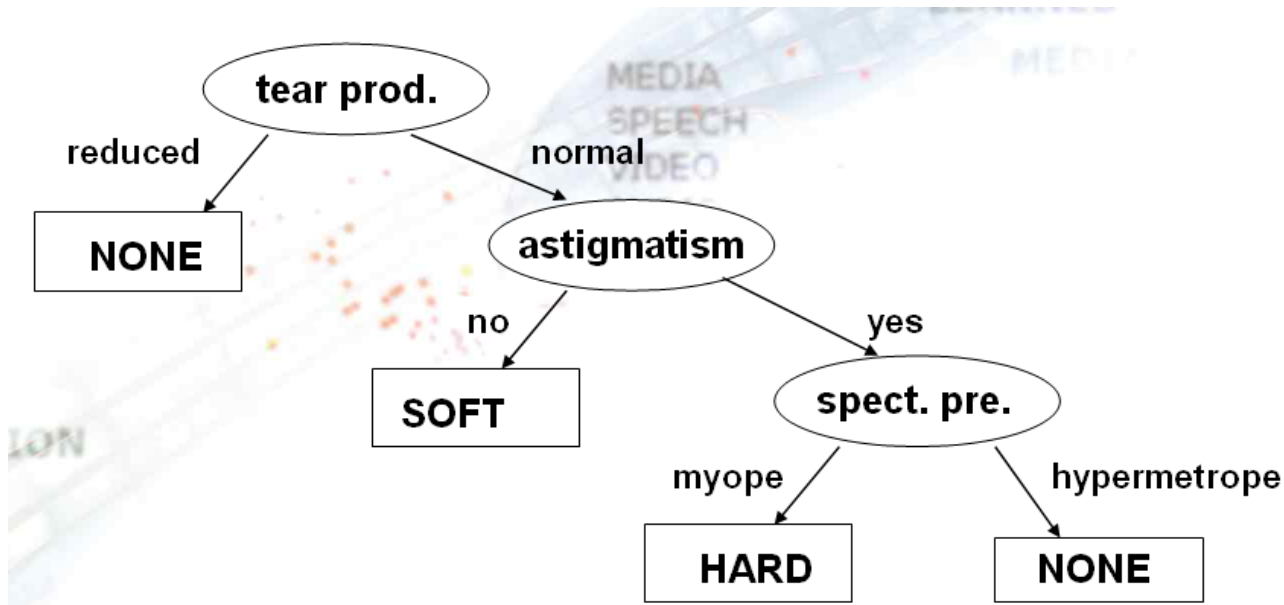 MEDIA
SPEECH
VIDEO
tear prod.
reduced
normal
NONE
astigmatism
no
yes
SOFT
spect. pre.
ION
myope
hypermetrope
HARD
NONE